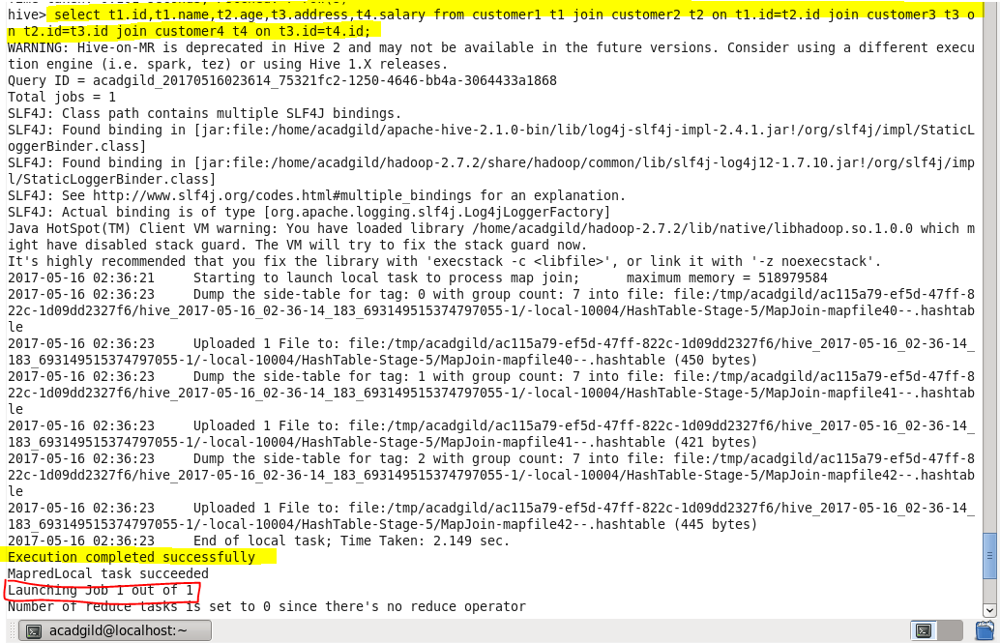 hive> select t1.id,t1.name,t2.age,t3.address,t4.salary from customer1 t1 join customer2 t2 on t1.id=t2.id join customer3 t3 o
n t2.id=t3.id join customer4 t4 on t3.id=t4.id;
WARNING: Hive-on-MR is deprecated in Hive 2 and may not be available in the future versions. Consider using a different execu
tion engine (i.e. spark, tez) or using Hive 1.X releases.
Query ID = acadgild_20170516023614_75321fc2-1250-4646-bb4a-3064433a1868
Total jobs = 1
SLF4J: Class path contains multiple SLF4J bindings.
SLF4J: Found binding in [jar:file:/home/acadgild/apache-hive-2.1.0-bin/lib/log4j-slf4j-impl-2.4.1.jar!/org/slf4j/impl/StaticL
oggerBinder.class]
SLF4J: Found binding in [jar:file:/home/acadgild/hadoop-2.7.2/share/hadoop/common/lib/slf4j-log4j12-1.7.10.jar!/org/slf4j/imp
l/StaticLoggerBinder.class]
SLF4J: See http://www.slf4j.org/codes.html#multiple_bindings for an explanation.
SLF4J: Actual binding is of type [org.apache.logging.slf4j.Log4jLoggerFactory]
Java HotSpot(TM) Client VM warning: You have loaded library /home/acadgild/hadoop-2.7.2/lib/native/libhadoop.so.1.0.0 which m
ight have disabled stack guard. The VM will try to fix the stack guard now.
It's highly recommended that you fix the library with 'execstack -c <libfile>', or link it with '-z noexecstack'.
2017-05-16 02:36:21     Starting to launch local task to process map join;      maximum memory = 518979584
2017-05-16 02:36:23     Dump the side-table for tag: 0 with group count: 7 into file: file:/tmp/acadgild/ac115a79-ef5d-47ff-8
22c-1d09dd2327f6/hive_2017-05-16_02-36-14_183_693149515374797055-1/-local-10004/HashTable-Stage-5/MapJoin-mapfile40--.hashtab
le
2017-05-16 02:36:23     Uploaded 1 File to: file:/tmp/acadgild/ac115a79-ef5d-47ff-822c-1d09dd2327f6/hive_2017-05-16_02-36-14_
183_693149515374797055-1/-local-10004/HashTable-Stage-5/MapJoin-mapfile40--.hashtable (450 bytes)
2017-05-16 02:36:23     Dump the side-table for tag: 1 with group count: 7 into file: file:/tmp/acadgild/ac115a79-ef5d-47ff-8
22c-1d09dd2327f6/hive_2017-05-16_02-36-14_183_693149515374797055-1/-local-10004/HashTable-Stage-5/MapJoin-mapfile41--.hashtab
le
2017-05-16 02:36:23     Uploaded 1 File to: file:/tmp/acadgild/ac115a79-ef5d-47ff-822c-1d09dd2327f6/hive_2017-05-16_02-36-14_
183_693149515374797055-1/-local-10004/HashTable-Stage-5/MapJoin-mapfile41--.hashtable (421 bytes)
2017-05-16 02:36:23     Dump the side-table for tag: 2 with group count: 7 into file: file:/tmp/acadgild/ac115a79-ef5d-47ff-8
22c-1d09dd2327f6/hive_2017-05-16_02-36-14_183_693149515374797055-1/-local-10004/HashTable-Stage-5/MapJoin-mapfile42--.hashtab
le
2017-05-16 02:36:23     Uploaded 1 File to: file:/tmp/acadgild/ac115a79-ef5d-47ff-822c-1d09dd2327f6/hive_2017-05-16_02-36-14_
183_693149515374797055-1/-local-10004/HashTable-Stage-5/MapJoin-mapfile42--.hashtable (445 bytes)
2017-05-16 02:36:23     End of local task; Time Taken: 2.149 sec.
Execution completed successfully
MapredLocal task succeeded
Launching Job 1 out of 1
Number of reduce tasks is set to 0 since there's no reduce operator
acadgild@localhost:~